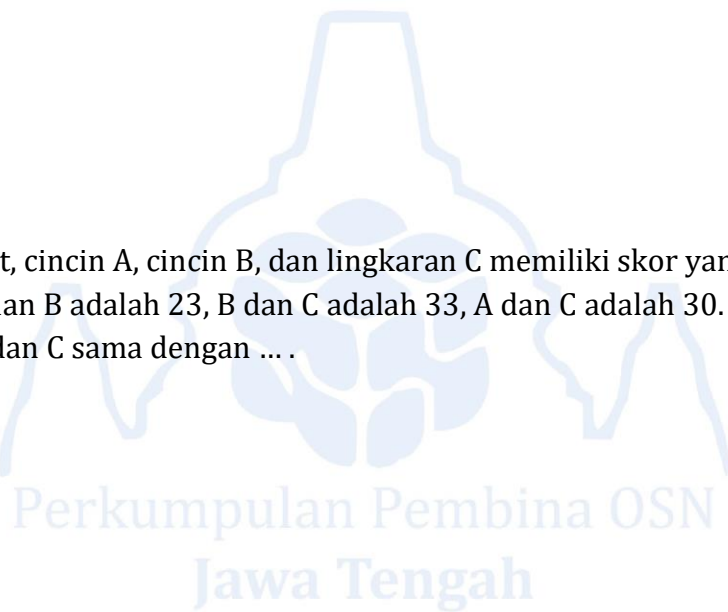 t, cincin A, cincin B, dan lingkaran C memiliki skor yan
an B adalah 23, B dan C adalah 33, A dan C adalah 30.
dan C sama dengan ... .
Perkumpulan Pembina OSN
Jawa Tengah